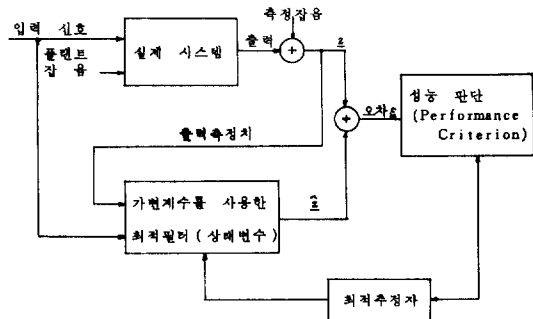 측정잡음
입력 신호
플랜트
잡 음
실제 시스템
출력
z
출력측정치
오차ε
성능 판단
(Performance
Criterion)
가변계수를 사용한
최적필터(상태변수)
ẑ
최적추정자